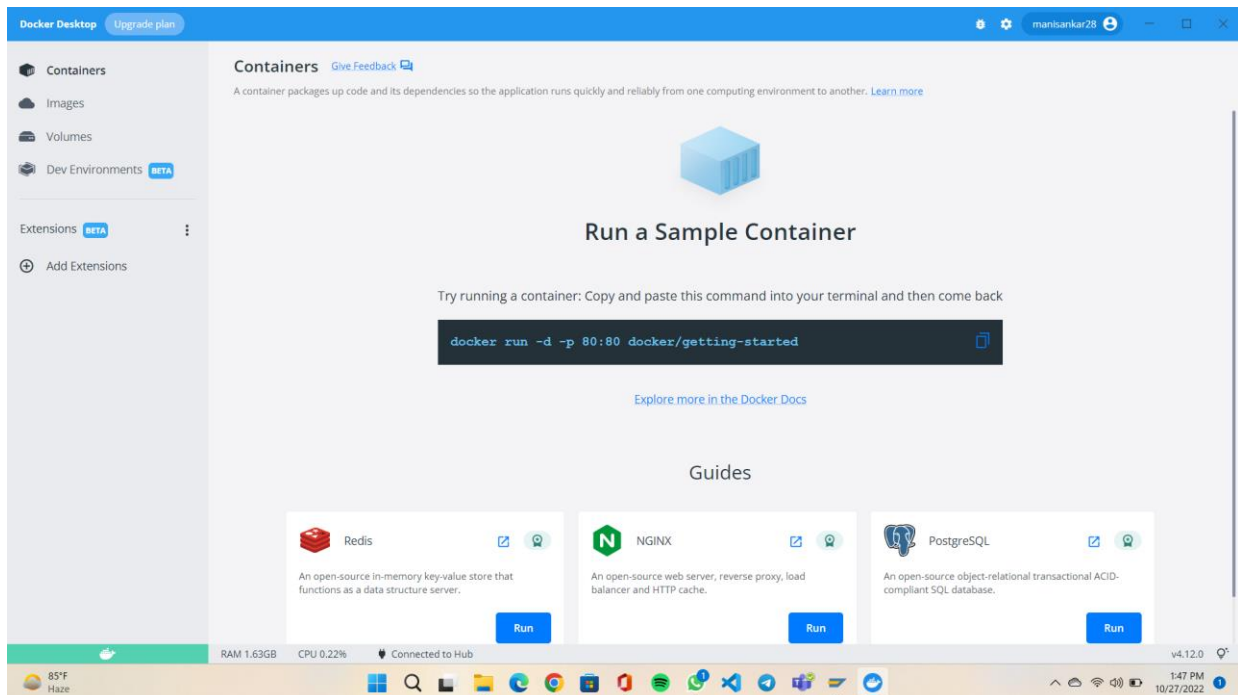 Docker Desktop Upgrade plan
manisankar28
Containers
Images
Volumes
Dev Environments BETA
Extensions BETA
Add Extensions
Containers Give Feedback
A container packages up code and its dependencies so the application runs quickly and reliably from one computing environment to another. Learn more
Run a Sample Container
Try running a container: Copy and paste this command into your terminal and then come back
docker run -d -p 80:80 docker/getting-started
Explore more in the Docker Docs
Guides
Redis
An open-source in-memory key-value store that
functions as a data structure server.
Run
NGINX
An open-source web server, reverse proxy, load
balancer and HTTP cache.
Run
PostgreSQL
An open-source object-relational transactional ACID-
compliant SQL database.
Run
RAM 1.63GB CPU 0.22% Connected to Hub
v4.12.0
85°F
Haze
1:47 PM
10/27/2022
1